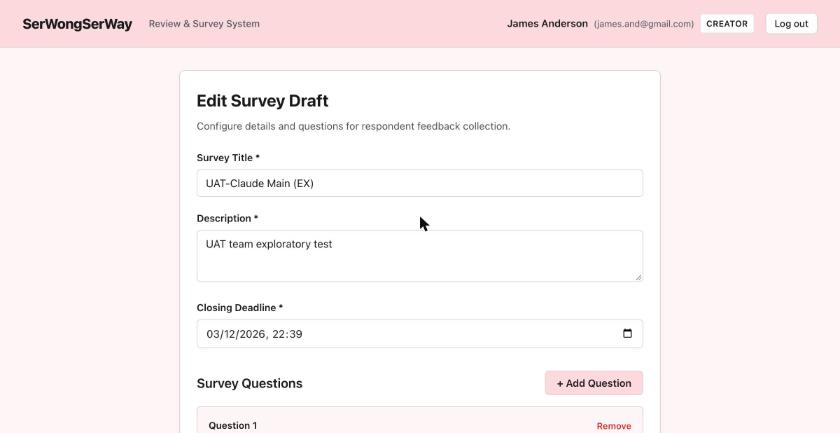 SerWongSerWay Review & Survey System James Anderson (james.and@gmail.com) CREATOR Log out
Edit Survey Draft
Configure details and questions for respondent feedback collection.
Survey Title *
UAT-Claude Main (EX)
Description *
UAT team exploratory test
Closing Deadline *
03/12/2026, 22:39
Survey Questions + Add Question
Question 1 Remove